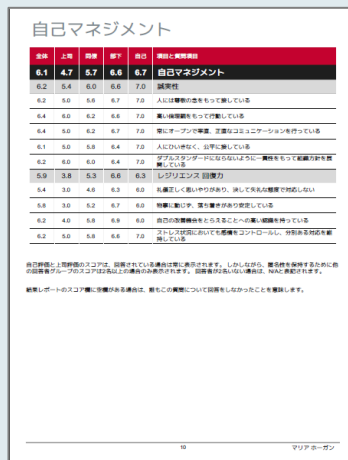 自己マネジメント
全体 上司 同僚 部下 自己 項目と質問項目
6.1 4.7 5.7 6.6 6.7 自己マネジメント
6.2 5.4 6.0 6.6 7.0 誠実性
6.2 5.0 5.6 6.7 7.0 人には尊敬の念をもって接している
6.4 6.0 6.2 6.6 7.0 高い倫理観をもって行動している
6.4 5.0 6.2 6.7 7.0 常にオープンで率直、正直なコミュニケーションを行っている
6.1 5.0 5.8 6.4 7.0 人にひいきなく、公平に接している
6.2 6.0 6.0 6.4 7.0 ダブルスタンダードにならないように一貫性をもって組織方針を展
開している
5.9 3.8 5.3 6.6 6.3 レジリエンス 回復力
5.4 3.0 4.8 6.3 6.0 礼儀正しく思いやりがあり、決して失礼な態度で対応しない
5.8 3.0 5.2 6.7 6.0 物事に動じず、落ち着きがあり安定している
6.2 4.0 5.8 6.9 6.0 自己の改善機会をとらえることへの高い認識を持っている
6.2 5.0 5.8 6.6 7.0 ストレス状況においても感情をコントロールし、分別ある対応を維
持している
自己評価と上司評価のスコアは、回答されている場合は常に表示されます。 しかしながら、匿名性を保持するために他
の回答者グループのスコアは2名以上の場合のみ表示されます。 回答者が2名いない場合は、N/Aと表記されます。
結果レポートのスコア欄に空欄がある場合は、誰もこの質問について回答をしなかったことを意味します。
10 マリア ホーガン